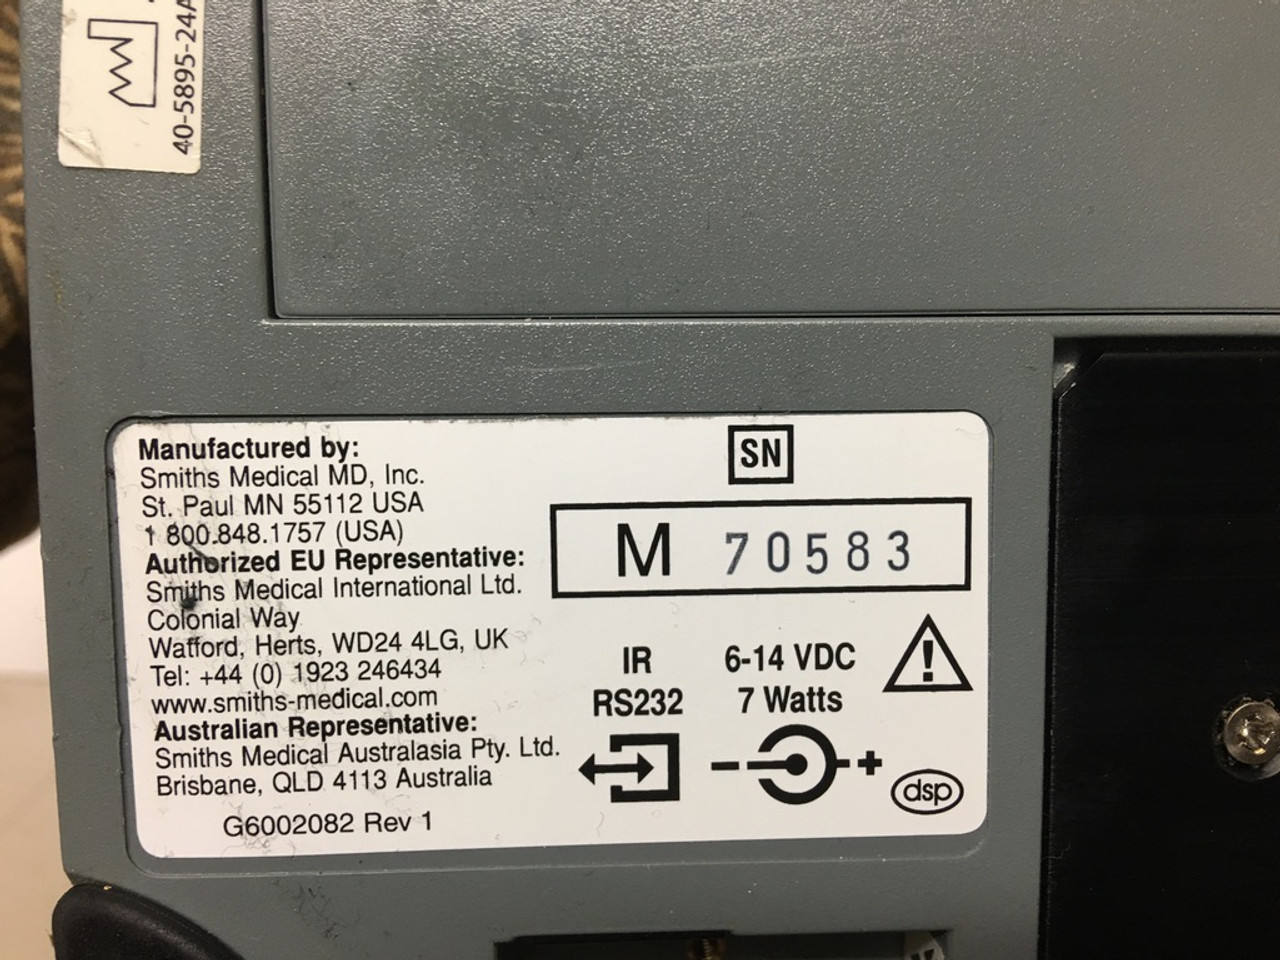 40-5895-24A
Manufactured by:
Smiths Medical MD, Inc.
St. Paul MN 55112 USA
1 800.848.1757 (USA)
Authorized EU Representative:
Smiths Medical International Ltd.
Colonial Way
Watford, Herts, WD24 4LG, UK
Tel: +44 (0) 1923 246434
www.smiths-medical.com
Australian Representative:
Smiths Medical Australasia Pty. Ltd.
Brisbane, QLD 4113 Australia
G6002082 Rev 1
SN
M 70583
IR
RS232
6-14 VDC
7 Watts
dsp